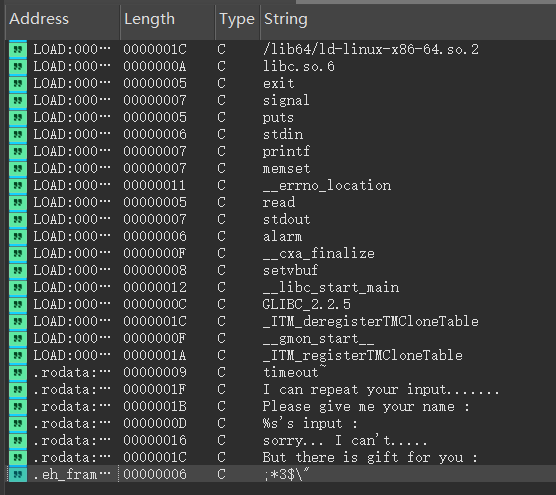 Address Length Type String
LOAD:000… 0000001C C /lib64/ld-linux-x86-64.so.2
LOAD:000… 0000000A C libc.so.6
LOAD:000… 00000005 C exit
LOAD:000… 00000007 C signal
LOAD:000… 00000005 C puts
LOAD:000… 00000006 C stdin
LOAD:000… 00000007 C printf
LOAD:000… 00000007 C memset
LOAD:000… 00000011 C __errno_location
LOAD:000… 00000005 C read
LOAD:000… 00000007 C stdout
LOAD:000… 00000006 C alarm
LOAD:000… 0000000F C __cxa_finalize
LOAD:000… 00000008 C setvbuf
LOAD:000… 00000012 C __libc_start_main
LOAD:000… 0000000C C GLIBC_2.2.5
LOAD:000… 0000001C C _ITM_deregisterTMCloneTable
LOAD:000… 0000000F C __gmon_start__
LOAD:000… 0000001A C _ITM_registerTMCloneTable
.rodata:… 00000009 C timeout~
.rodata:… 0000001F C I can repeat your input.......
.rodata:… 0000001B C Please give me your name :
.rodata:… 0000000D C %s's input :
.rodata:… 00000016 C sorry... I can't.....
.rodata:… 0000001C C But there is gift for you :
.eh_fram… 00000006 C ;*3$\"